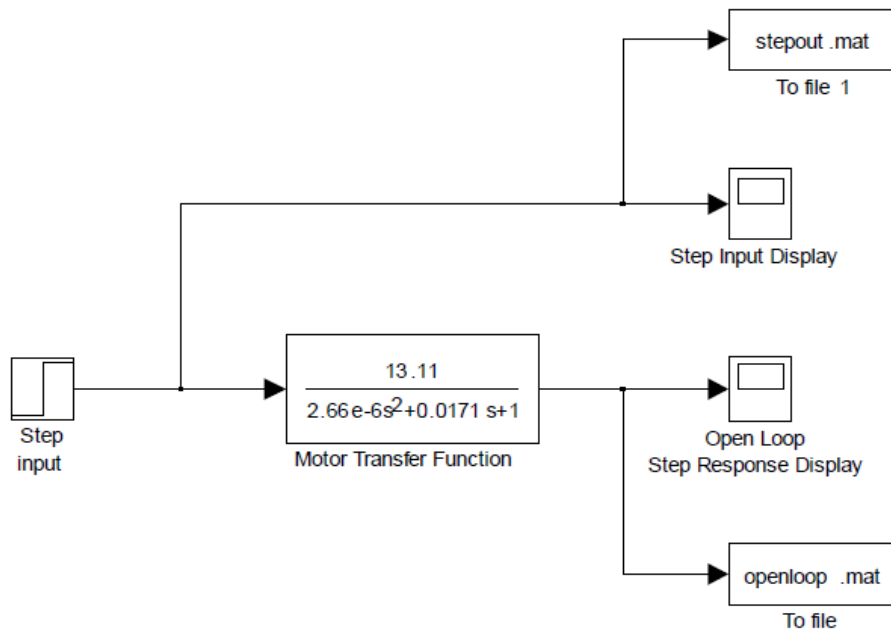 stepout .mat
To file 1
Step Input Display
Step
input
13.11
2.66e-6s2+0.0171 s+1
Motor Transfer Function
Open Loop
Step Response Display
openloop .mat
To file